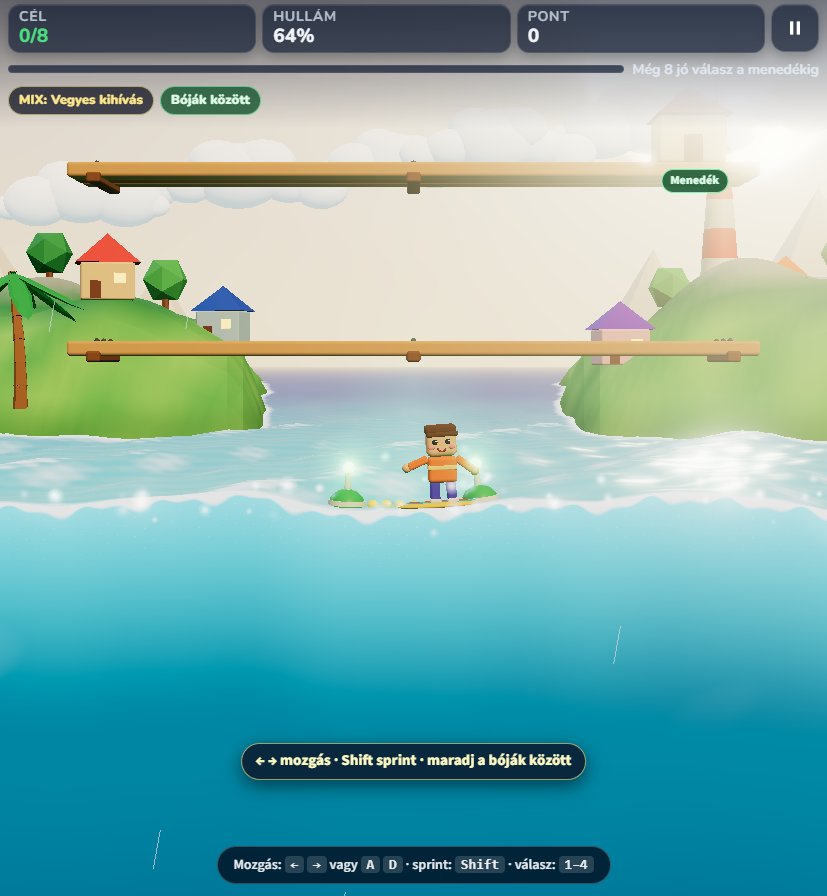 CÉL
0/8
HULLÁM
64%
PONT
0
Még 8 jó válasz a menedékig
MIX: Vegyes kihívás
Bóják között
Menedék
← → mozgás · Shift sprint · maradj a bóják között
Mozgás: ← → vagy A D · sprint: Shift · válasz: 1–4